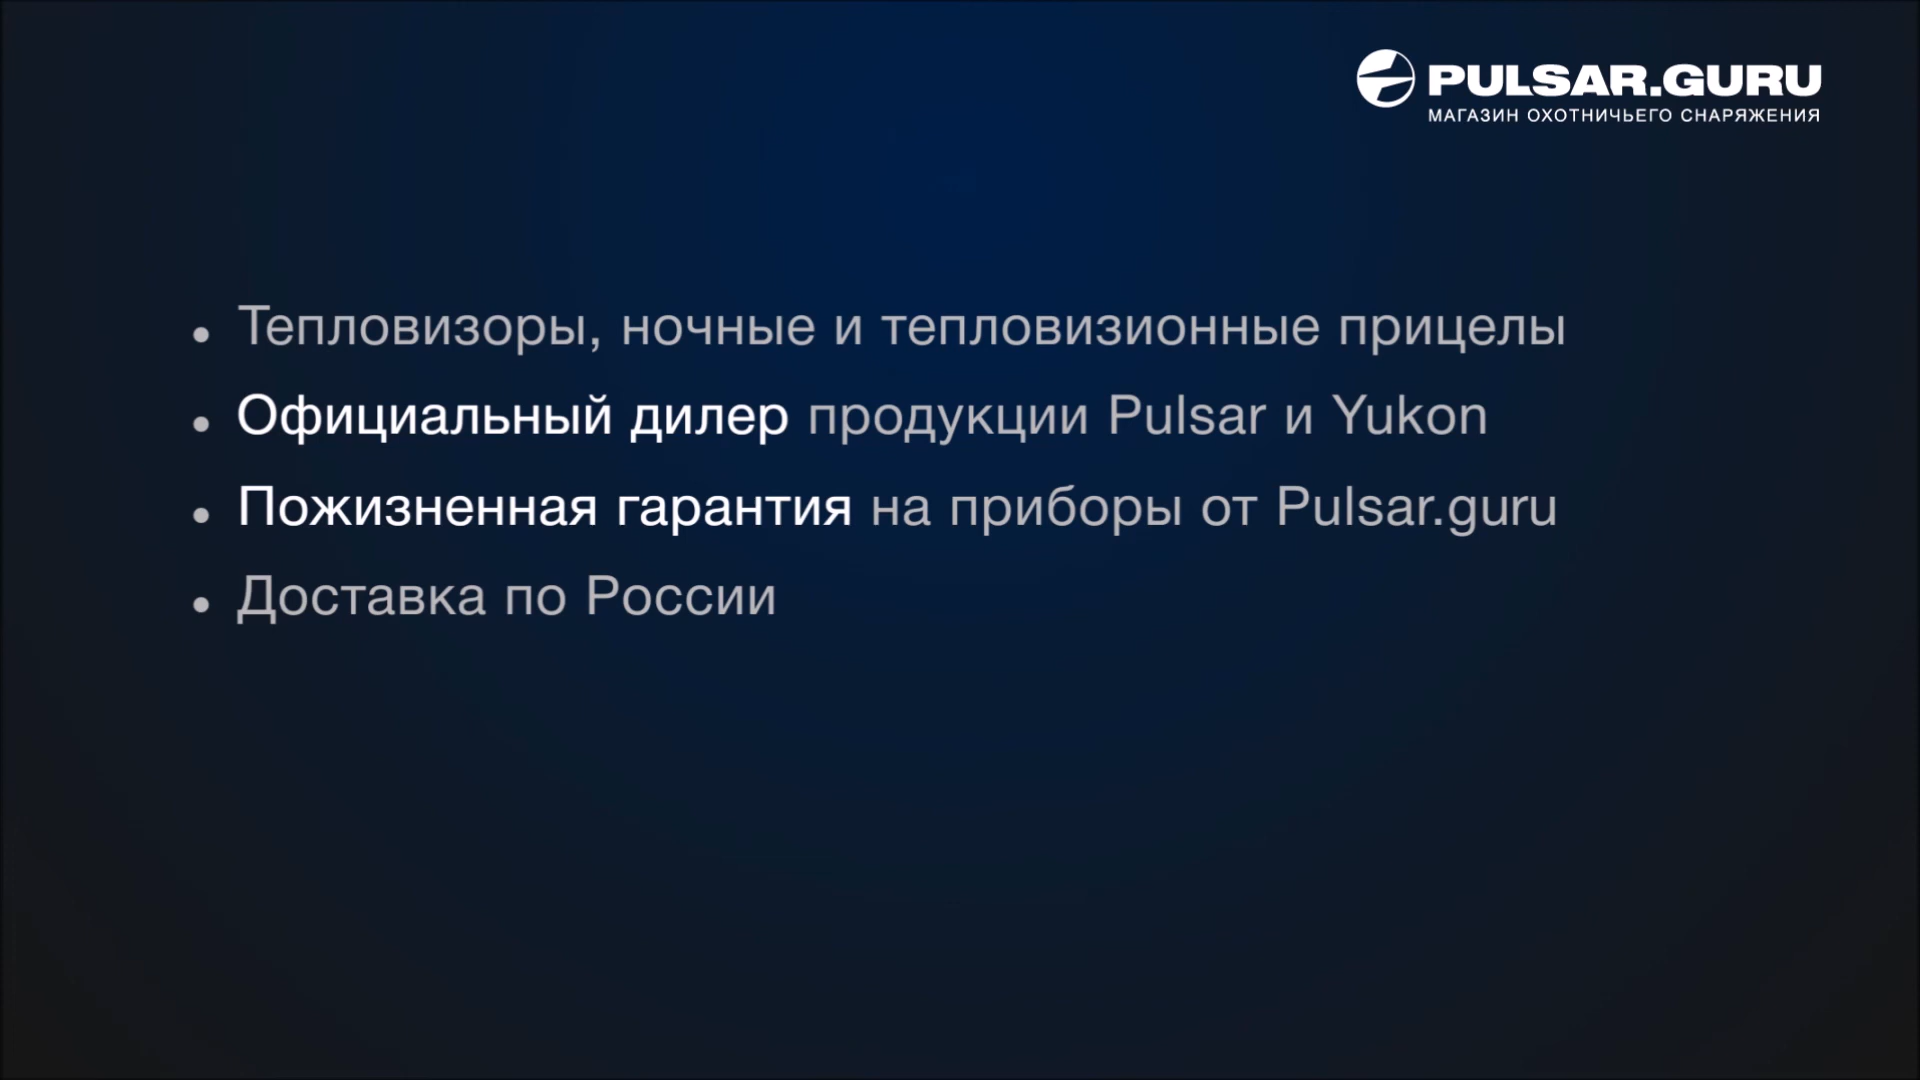 PULSAR.GURU
МАГАЗИН ОХОТНИЧЬЕГО СНАРЯЖЕНИЯ
• Тепловизоры, ночные и тепловизионные прицелы
• Официальный дилер продукции Pulsar и Yukon
• Пожизненная гарантия на приборы от Pulsar.guru
• Доставка по России